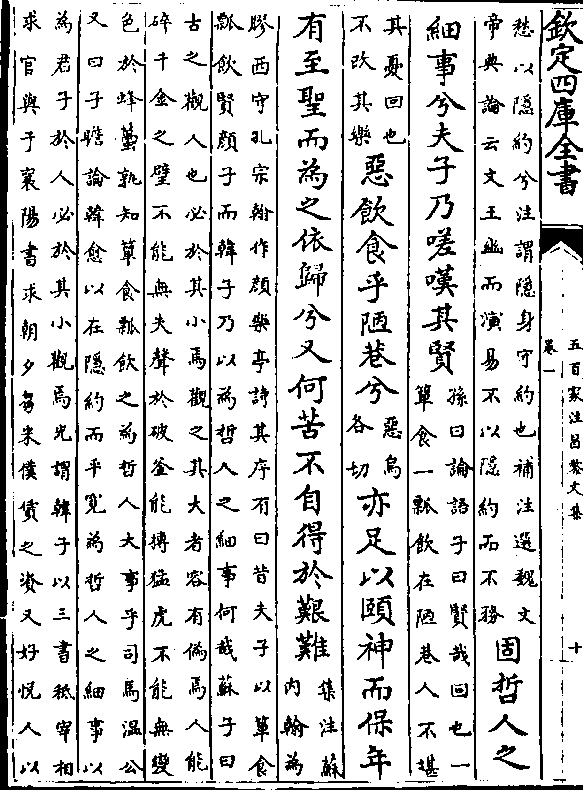 欽定四庫全書
五百家注昌黎文集
卷一
十
愁以隱約兮注謂隱身守約也補注選魏文
帝典論云文王幽而演易不以隱約而不務
固哲人之
細事兮夫子乃嗟嘆其賢
孫曰論語子曰賢哉回也一
簞食一瓢飲在陋巷人不堪
其憂回也
不改其樂
惡飲食乎陋巷兮
惡烏
各切
亦足以頤神而保年
有至聖而為之依歸兮又何苦不自得於艱難
集注蘇
内翰為
膠西守孔宗翰作顔樂亭詩其序有曰昔夫子以簞食
瓢飲賢顔子而韓子乃以為哲人之細事何哉蘇子曰
古之觀人也必於其小焉觀之其大者容有偽焉人能
碎千金之璧不能無失聲於破釡能搏猛虎不能無變
色於蜂蠆孰知簞食瓢飲之為哲人大事乎司馬温公
又曰子瞻論韓愈以在隱約而平寛為哲人之細事以
為君子於人必於其小觀焉光謂韓子以三書抵宰相
求官與于襄陽書求朝夕芻米僕賃之資又好悦人以